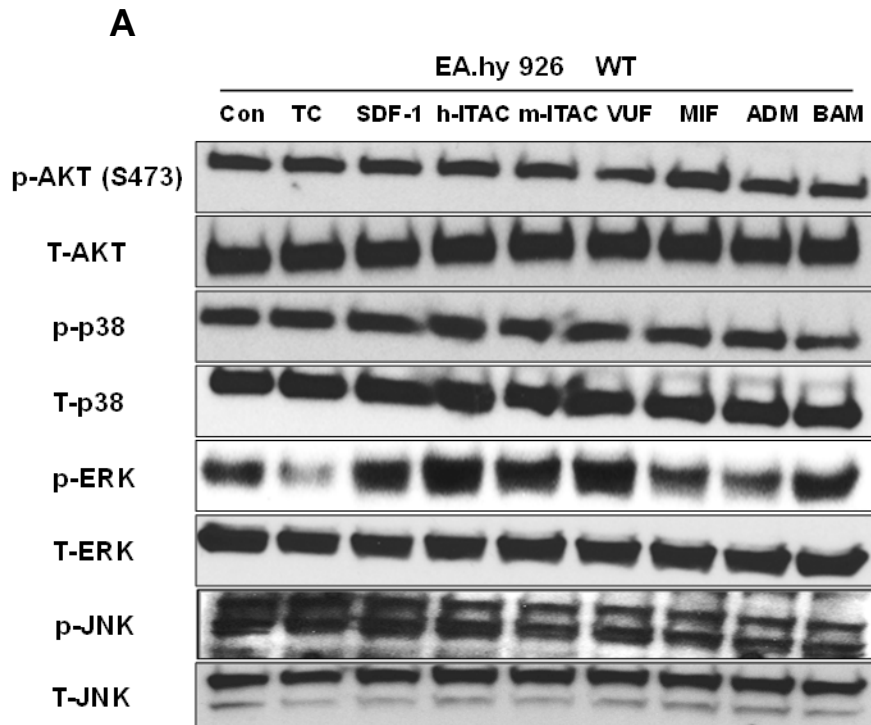 A
EA.hy 926 WT
Con TC SDF-1 h-ITAC m-ITAC VUF MIF ADM BAM
p-AKT (S473)
T-AKT
p-p38
T-p38
p-ERK
T-ERK
p-JNK
T-JNK